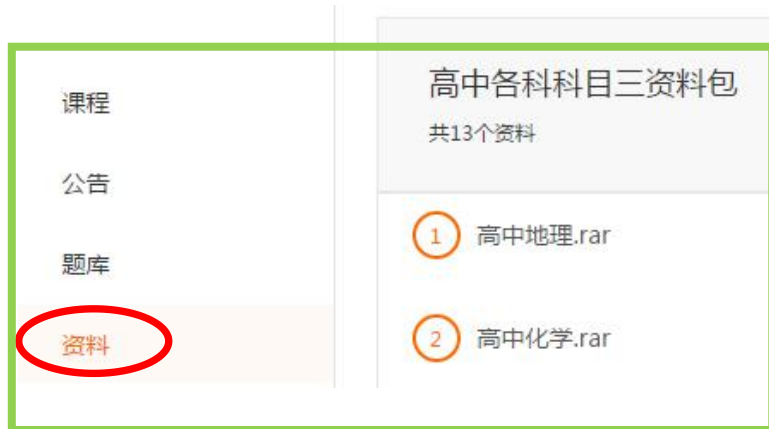 课程
公告
题库
资料
高中各科科目三资料包
共13个资料
1 高中地理.rar
2 高中化学.rar